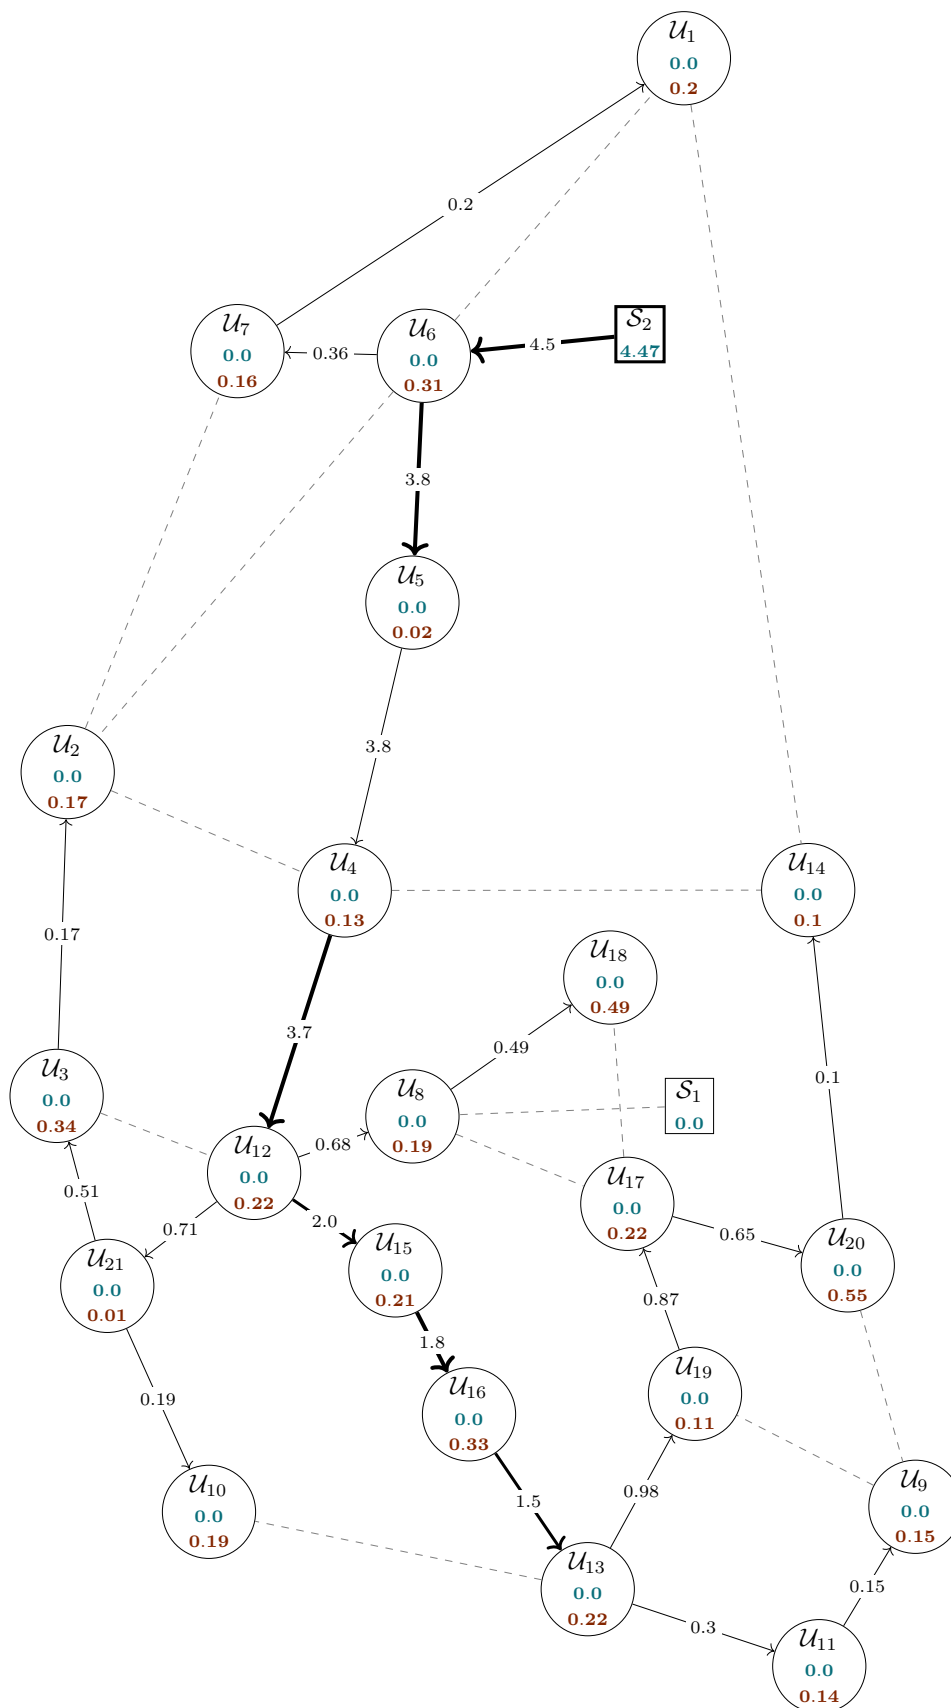 𝒰₁
0.0
0.2
0.2
𝒰₇
0.0
0.16
0.36
𝒰₆
0.0
0.31
4.5
𝒮₂
4.47
3.8
𝒰₅
0.0
0.02
3.8
𝒰₂
0.0
0.17
𝒰₄
0.0
0.13
𝒰₁₄
0.0
0.1
0.17
3.7
𝒰₁₈
0.0
0.49
0.49
0.1
𝒰₃
0.0
0.34
𝒰₈
0.0
0.19
𝒮₁
0.0
𝒰₁₂
0.0
0.22
0.68
0.51
0.71
2.0
𝒰₁₇
0.0
0.22
0.65
𝒰₂₀
0.0
0.55
𝒰₂₁
0.0
0.01
𝒰₁₅
0.0
0.21
0.87
1.8
0.19
𝒰₁₆
0.0
0.33
𝒰₁₉
0.0
0.11
𝒰₁₀
0.0
0.19
1.5
0.98
𝒰₉
0.0
0.15
𝒰₁₃
0.0
0.22
0.3
0.15
𝒰₁₁
0.0
0.14